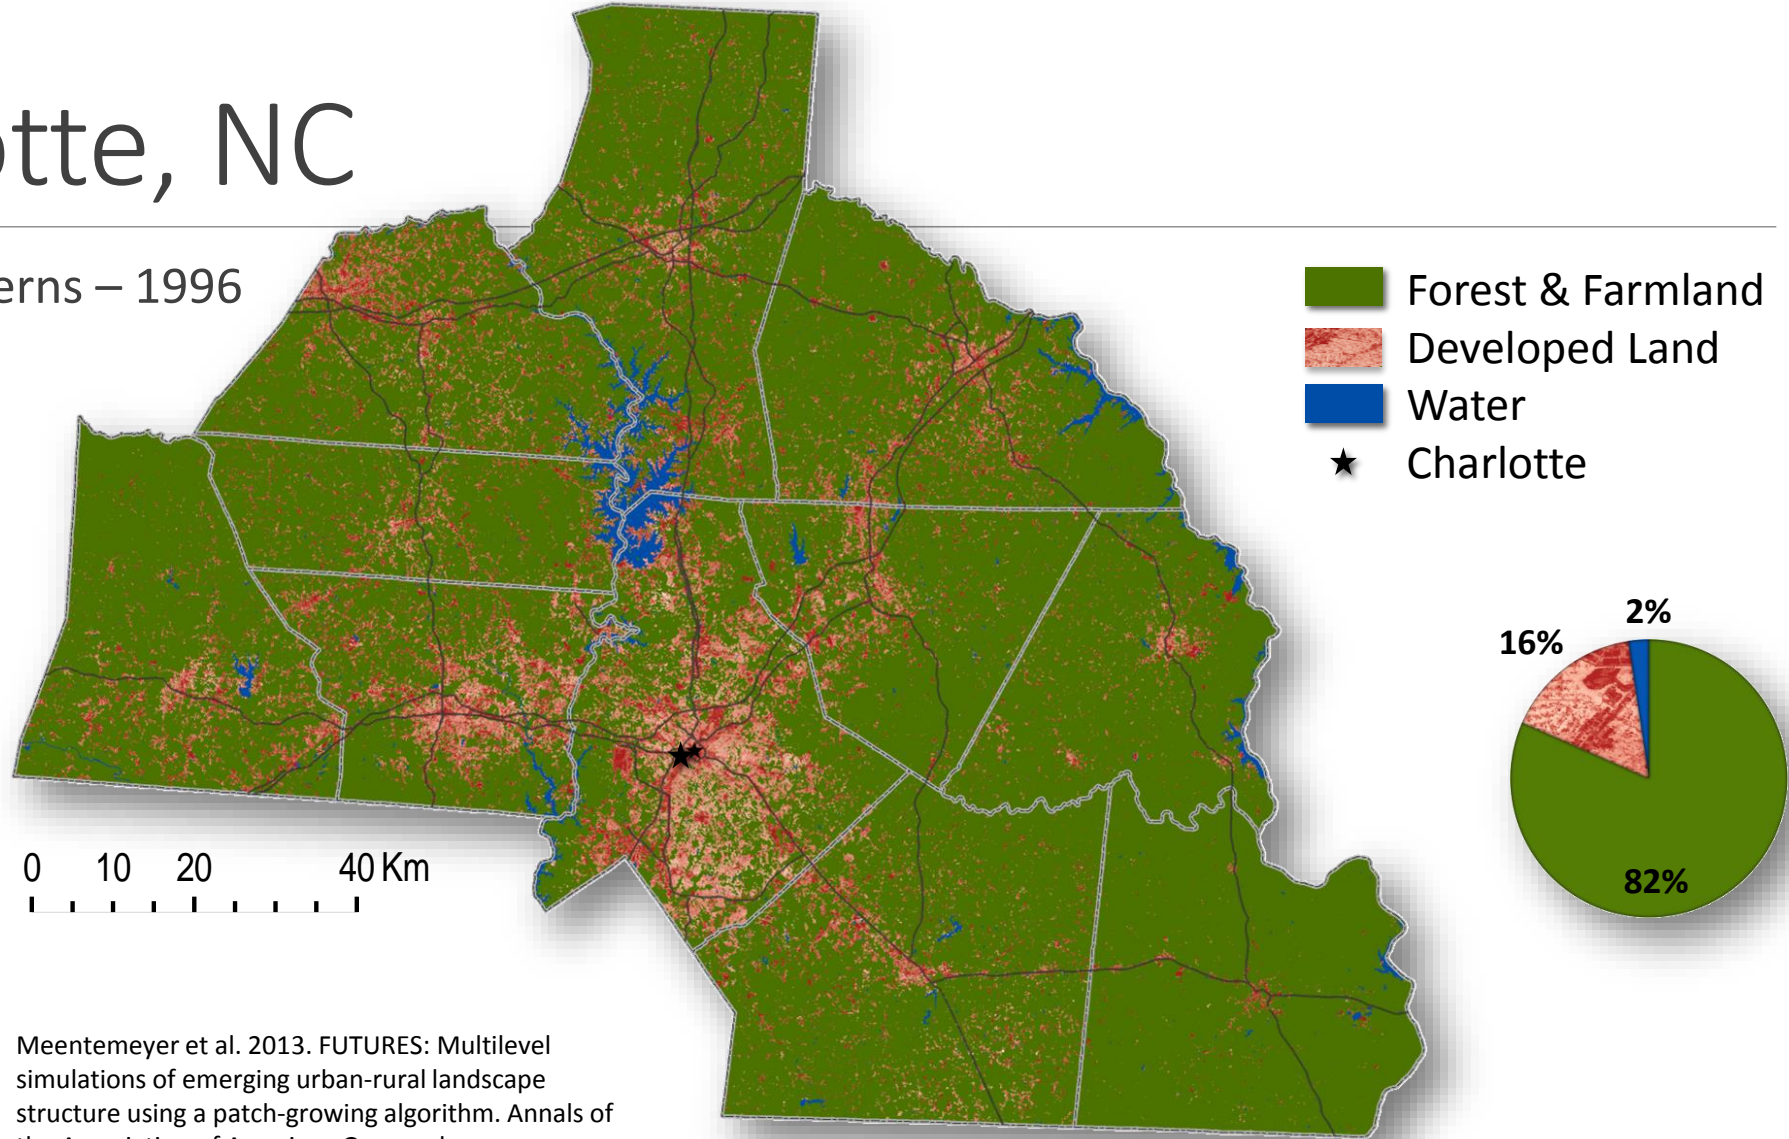 otte, NC
erns – 1996
Forest & Farmland
Developed Land
Water
Charlotte
2%
16%
82%
0 10 20 40 Km
Meentemeyer et al. 2013. FUTURES: Multilevel
simulations of emerging urban-rural landscape
structure using a patch-growing algorithm. Annals of